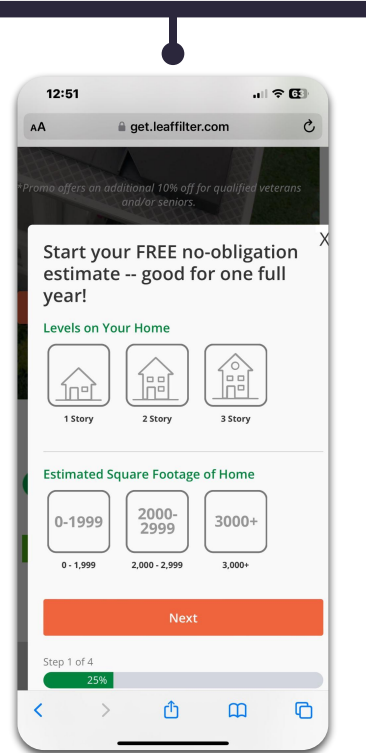 12:51
63
AA get.leaffilter.com
*Promo offers an additional 10% off for qualified veterans
and/or seniors.
X
Start your FREE no-obligation
estimate -- good for one full
year!
Levels on Your Home
1 Story 2 Story 3 Story
Estimated Square Footage of Home
0-1999 2000-
2999 3000+
0 - 1,999 2,000 - 2,999 3,000+
Next
Step 1 of 4
25%